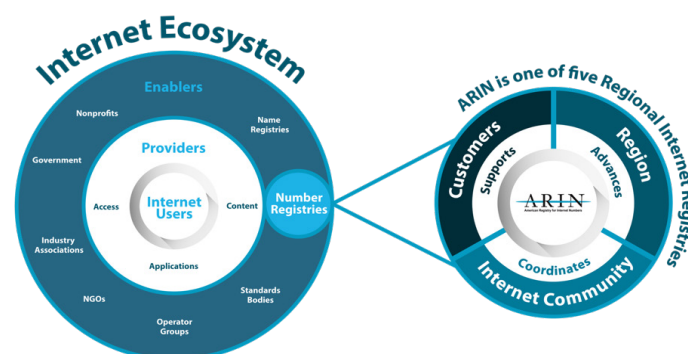 Internet Ecosystem
Enablers
Nonprofits
Name
Registries
Government
Providers
Internet
Users
Access
Content
Number
Registries
Applications
Industry
Associations
NGOs
Operator
Groups
Standards
Bodies
ARIN is one of five Regional Internet Registries
Customers
Supports
Region
Advances
ARIN
American Registry for Internet Numbers
Coordinates
Internet Community